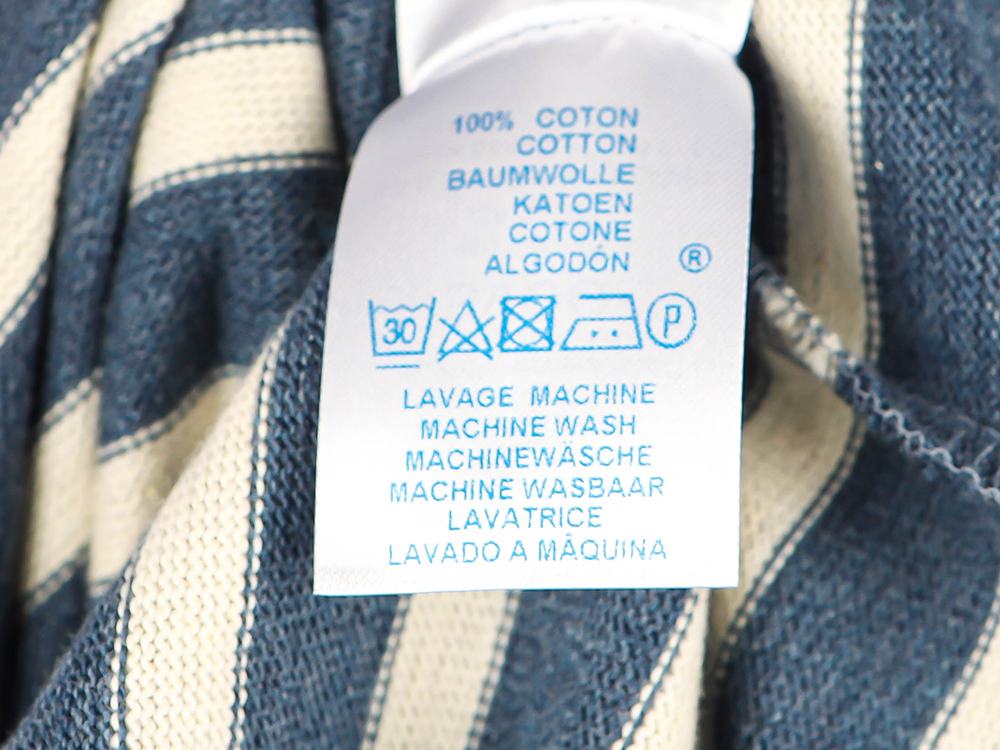 100% COTON
COTTON
BAUMWOLLE
KATOEN
COTONE
ALGODÓN ®
30 P
LAVAGE MACHINE
MACHINE WASH
MACHINEWÄSCHE
MACHINE WASBAAR
LAVATRICE
LAVADO A MÂQUINA